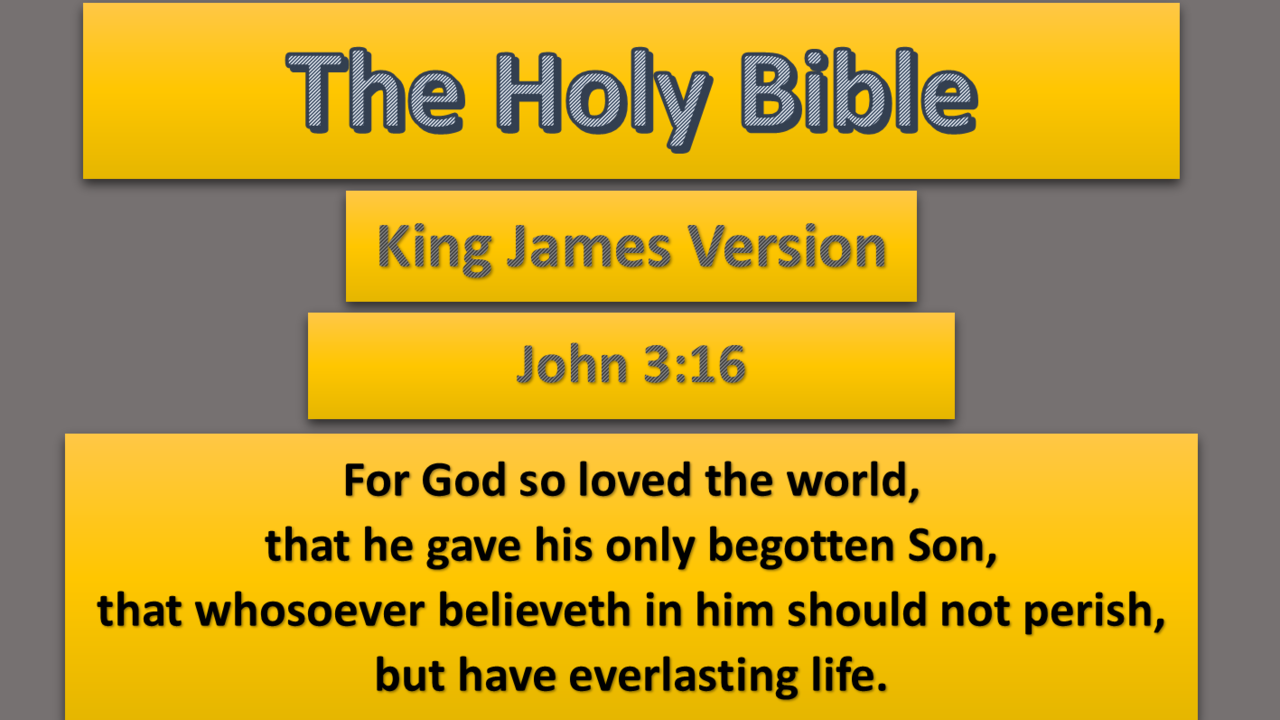 The Holy Bible
King James Version
John 3:16
For God so loved the world,
that he gave his only begotten Son,
that whosoever believeth in him should not perish,
but have everlasting life.